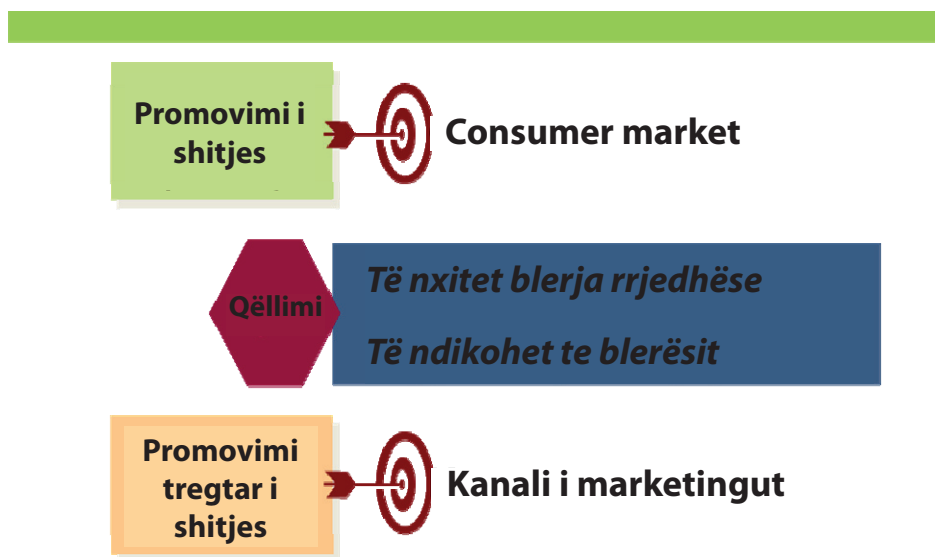 Promovimi i
shitjes
Consumer market
Qëllimi
Të nxitet blerja rrjedhëse
Të ndikohet te blerësit
Promovimi
tregtar i
shitjes
Kanali i marketingut